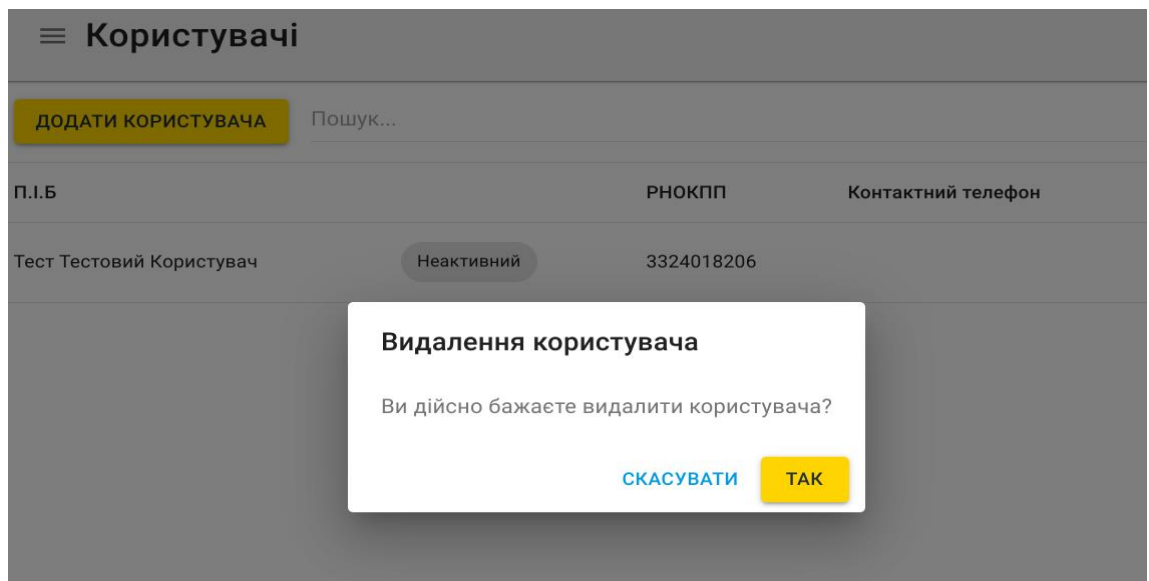 Користувачі
ДОДАТИ КОРИСТУВАЧА Пошук...
П.І.Б РНОКПП Контактний телефон
Тест Тестовий Користувач Неактивний 3324018206
Видалення користувача
Ви дійсно бажаєте видалити користувача?
СКАСУВАТИ ТАК